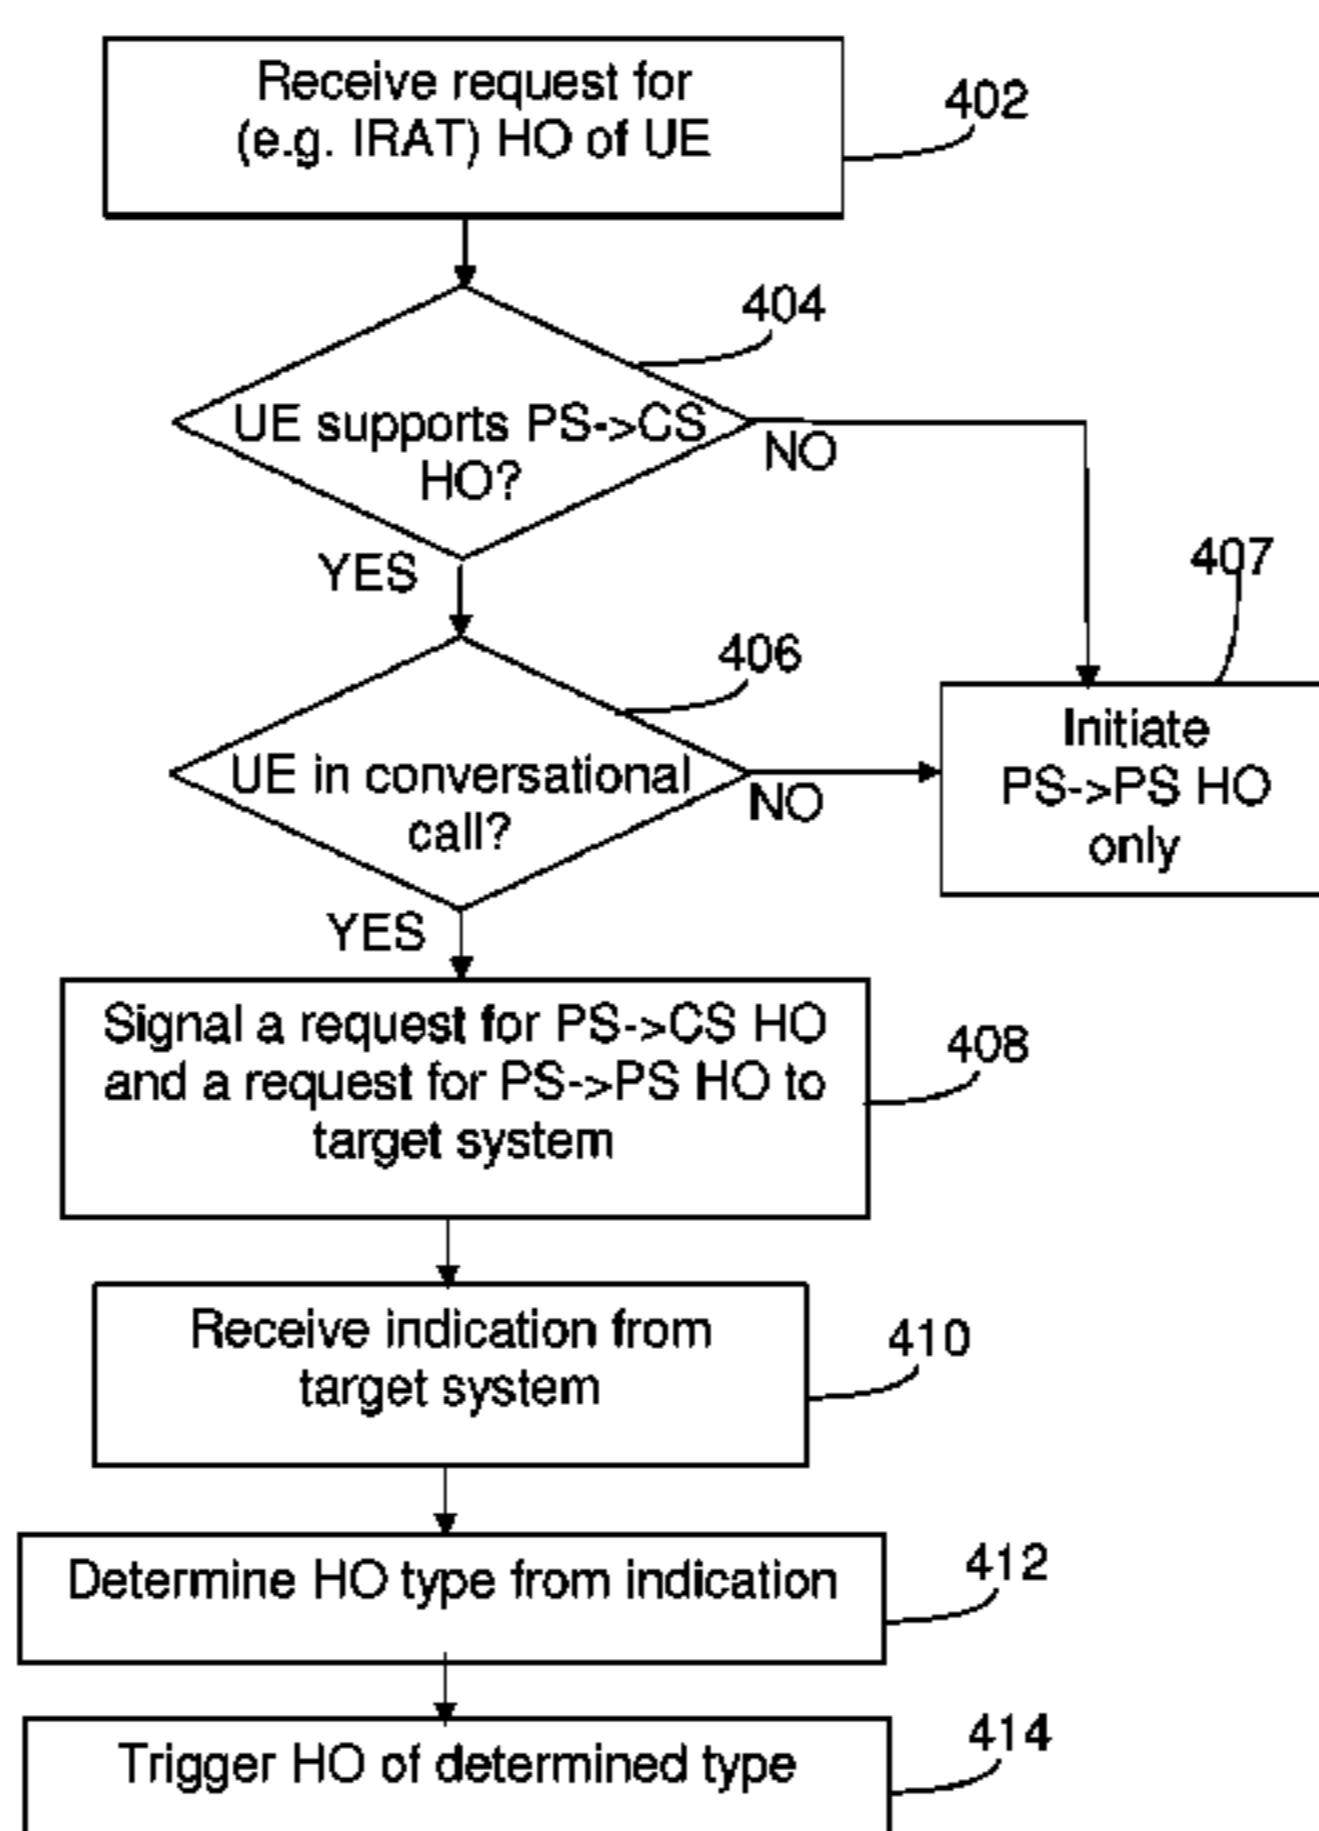 Receive request for
(e.g. IRAT) HO of UE
402
404
UE supports PS->CS
HO?
NO
YES
407
406
Initiate
PS->PS HO
only
UE in conversational
call?
NO
YES
Signal a request for PS->CS HO
and a request for PS->PS HO to
target system
408
Receive indication from
target system
410
Determine HO type from indication
412
Trigger HO of determined type
414